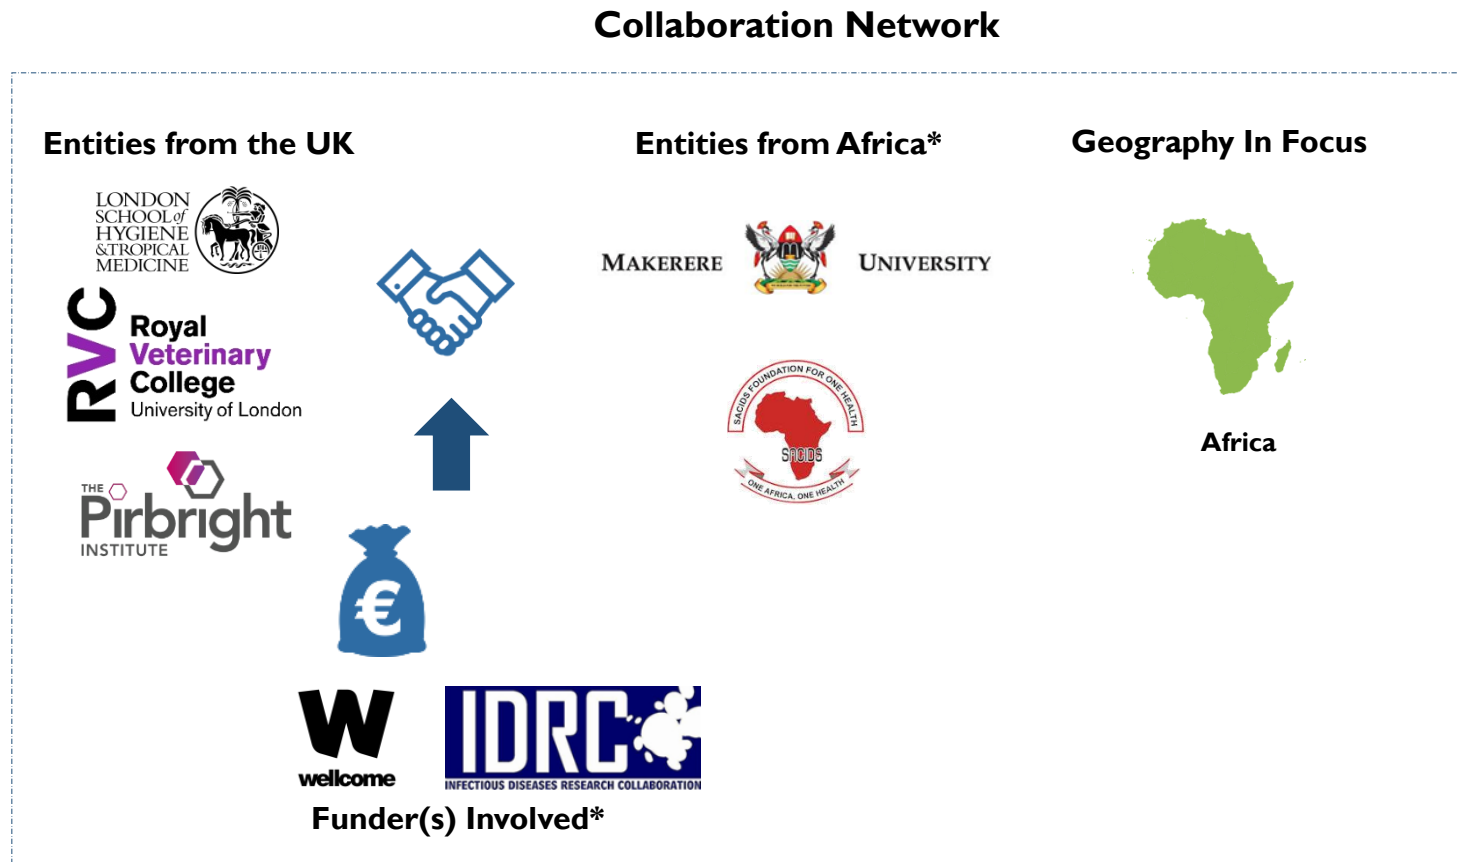 Collaboration Network
Entities from the UK
Entities from Africa*
Geography In Focus
LONDON
SCHOOL of
HYGIENE
& TROPICAL
MEDICINE
MAKERERE UNIVERSITY
RVC
Royal
Veterinary
College
University of London
SACIDS FOUNDATION FOR ONE HEALTH
SACIDS
ONE AFRICA, ONE HEALTH
Africa
THE
Pirbright
INSTITUTE
€
W
wellcome
IDRC
INFECTIOUS DISEASES RESEARCH COLLABORATION
Funder(s) Involved*